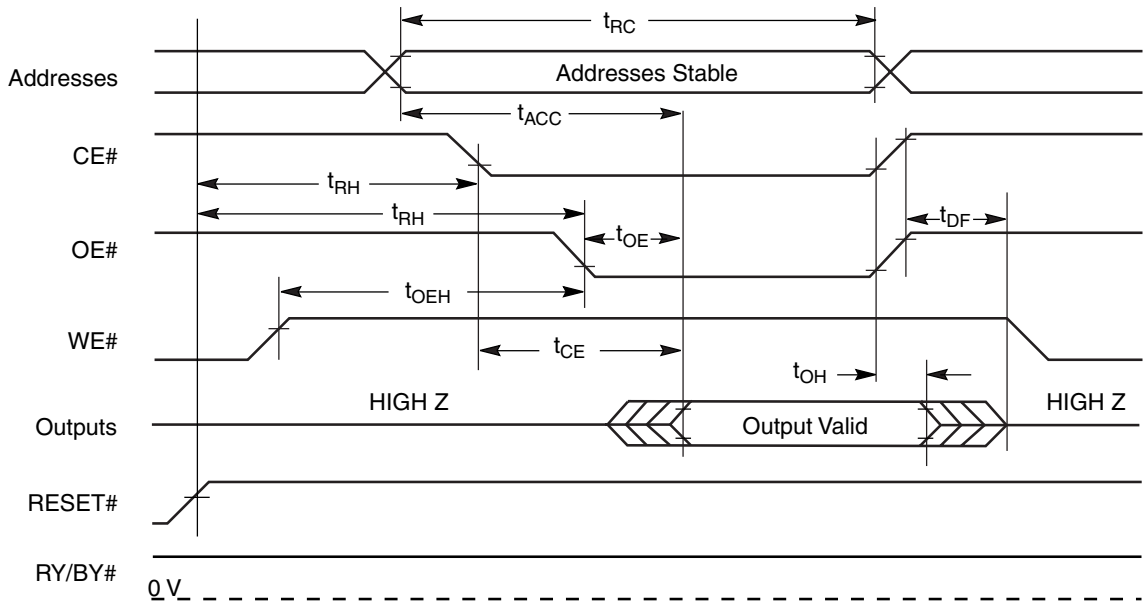 tRC
Addresses
Addresses Stable
tACC
CE#
tRH
tRH
tOE
tDF
OE#
tOEH
WE#
tCE
tOH
HIGH Z
HIGH Z
Outputs
Output Valid
RESET#
RY/BY#
0 V